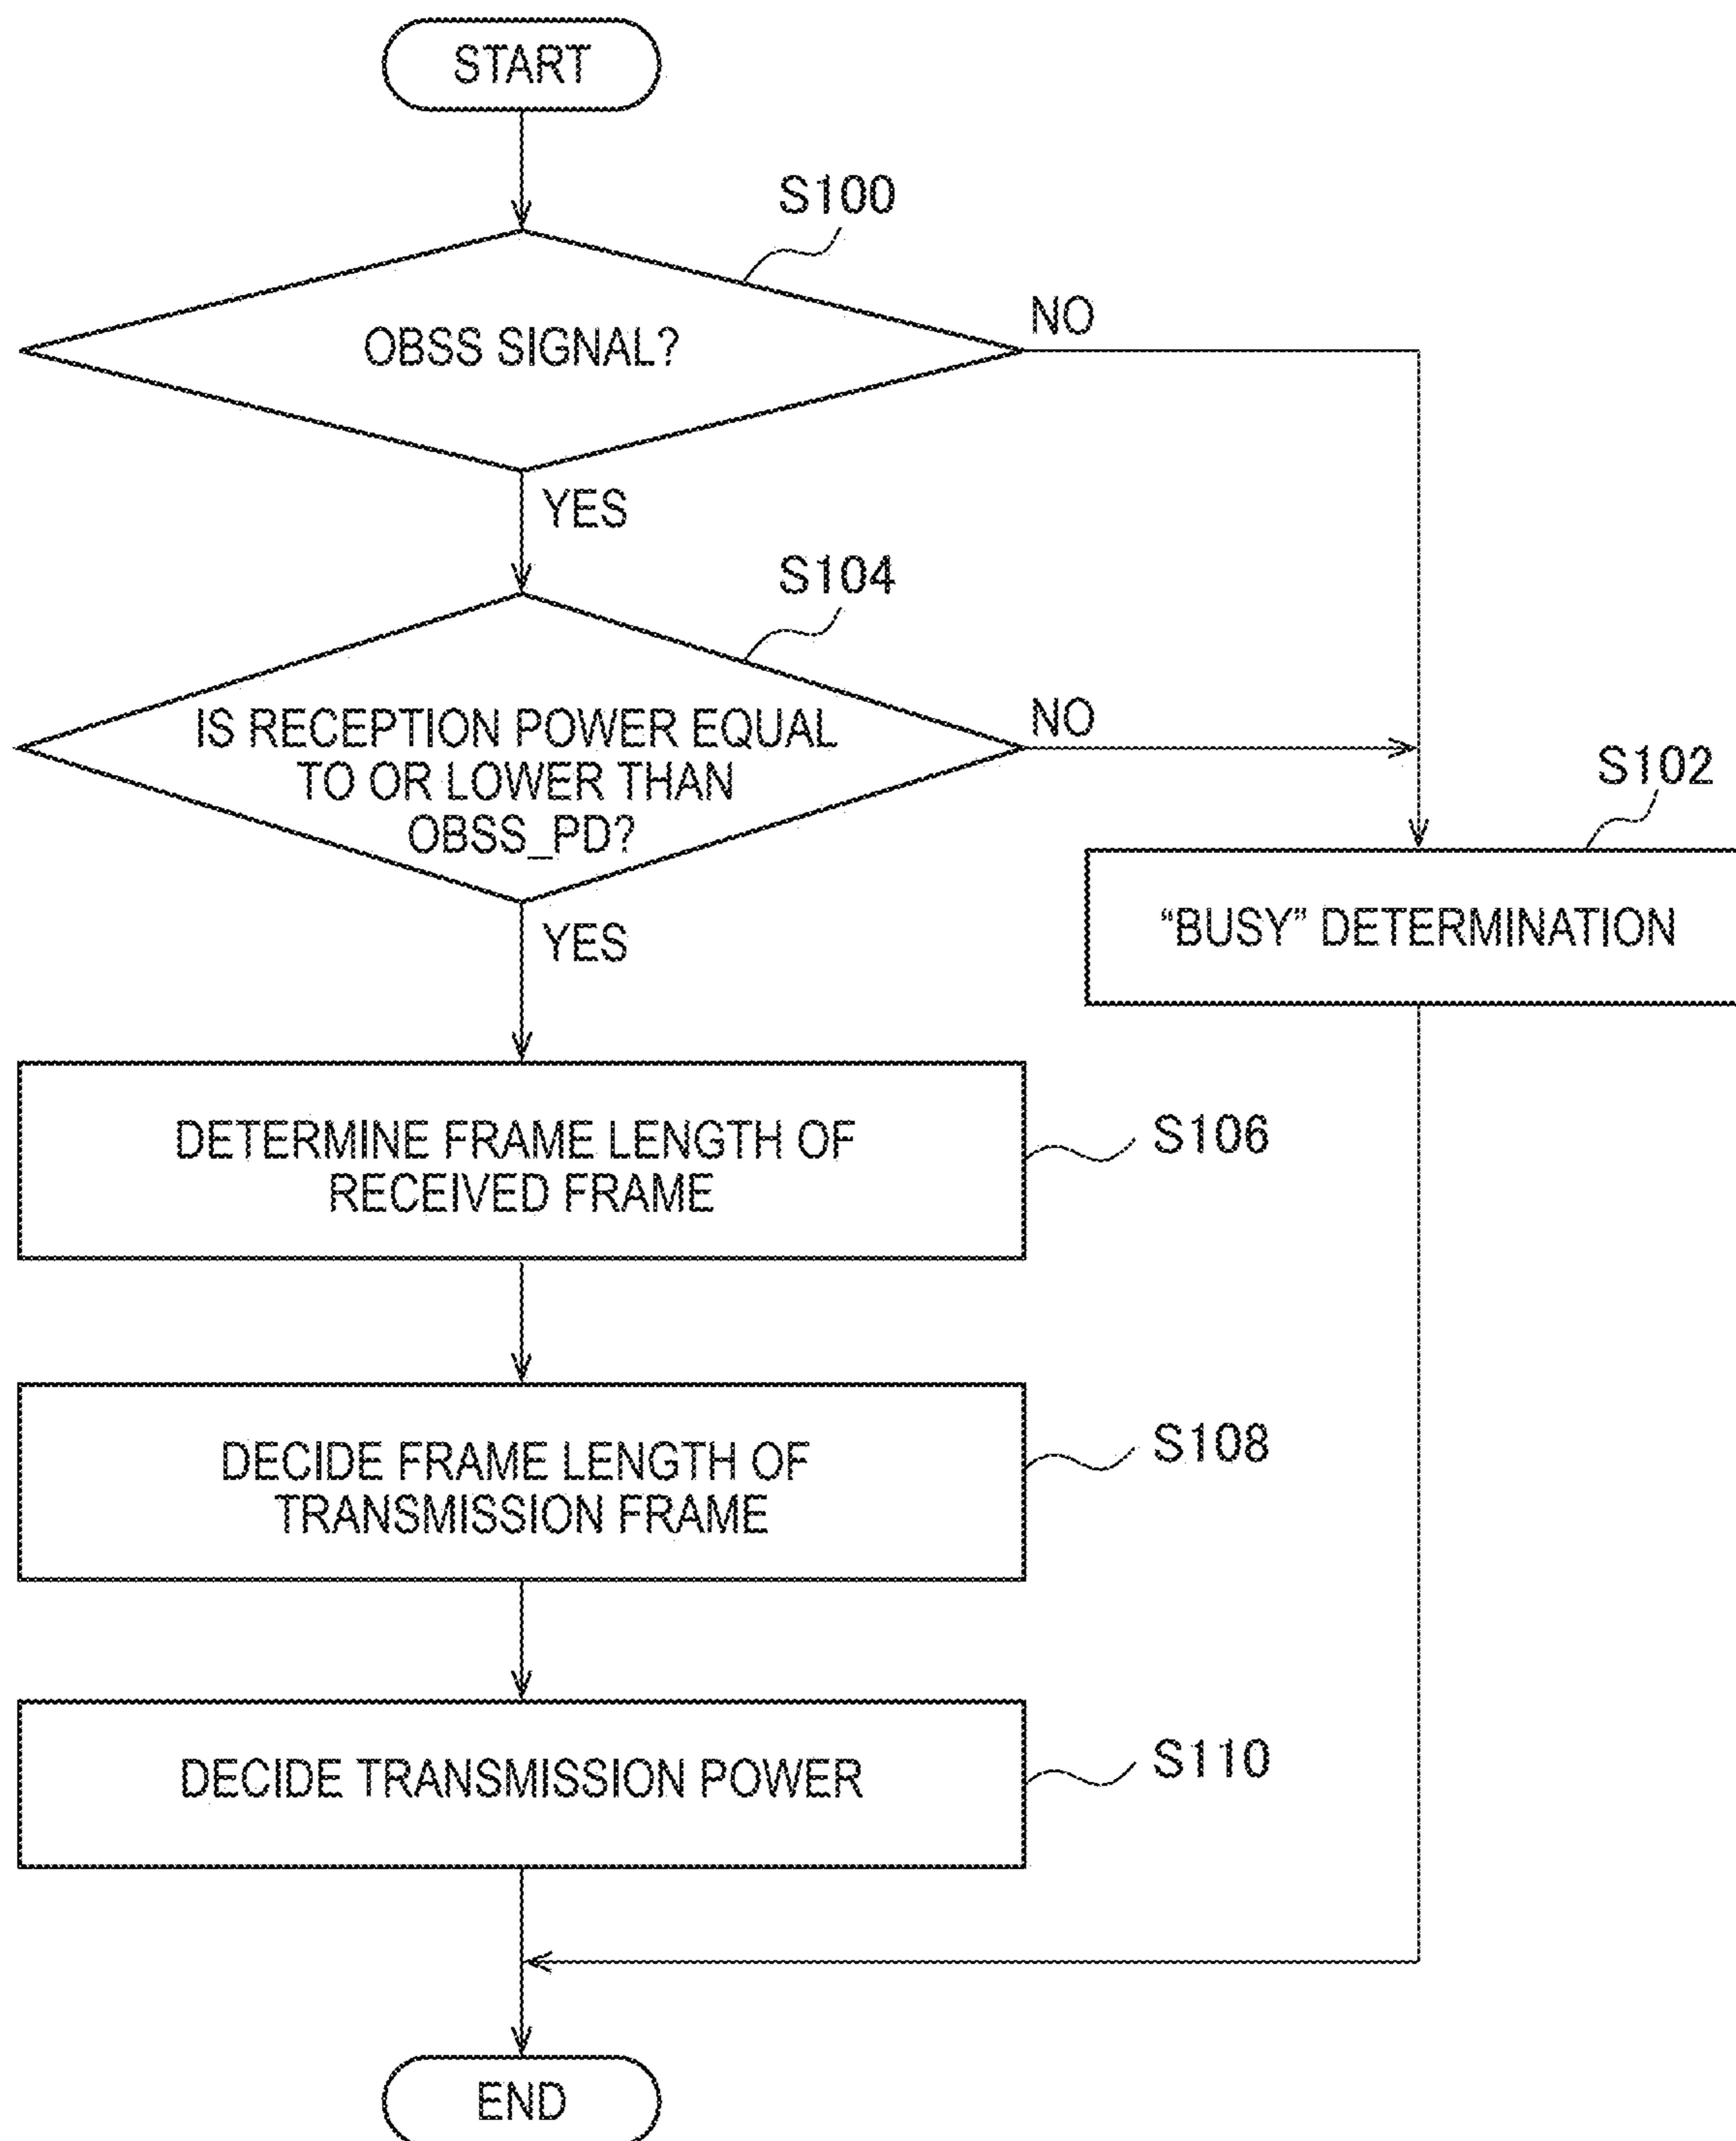 START
S100
OBSS SIGNAL?
NO
YES
S104
IS RECEPTION POWER EQUAL
TO OR LOWER THAN
OBSS_PD?
NO
S102
"BUSY" DETERMINATION
YES
DETERMINE FRAME LENGTH OF
RECEIVED FRAME
S106
DECIDE FRAME LENGTH OF
TRANSMISSION FRAME
S108
DECIDE TRANSMISSION POWER
S110
END